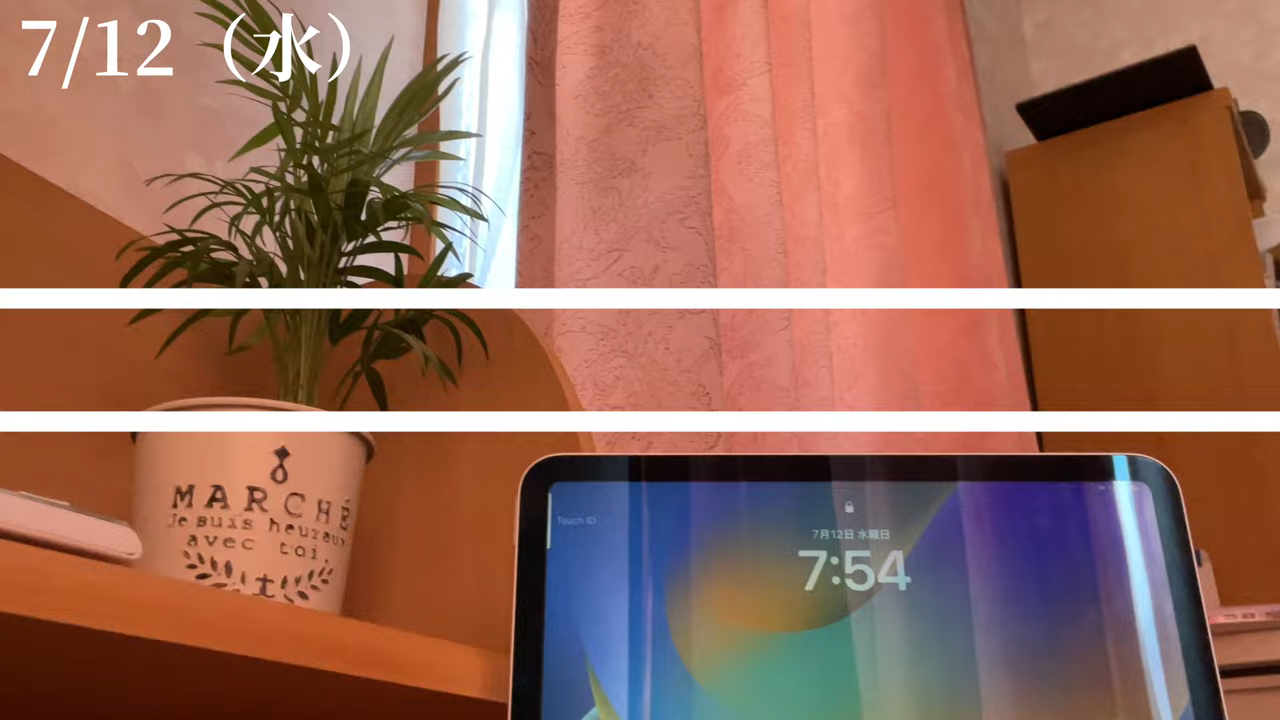 7/12（水）
MARCHÉ
Je suis heureux
avec toi.
Touch ID
7月12日 水曜日
7:54